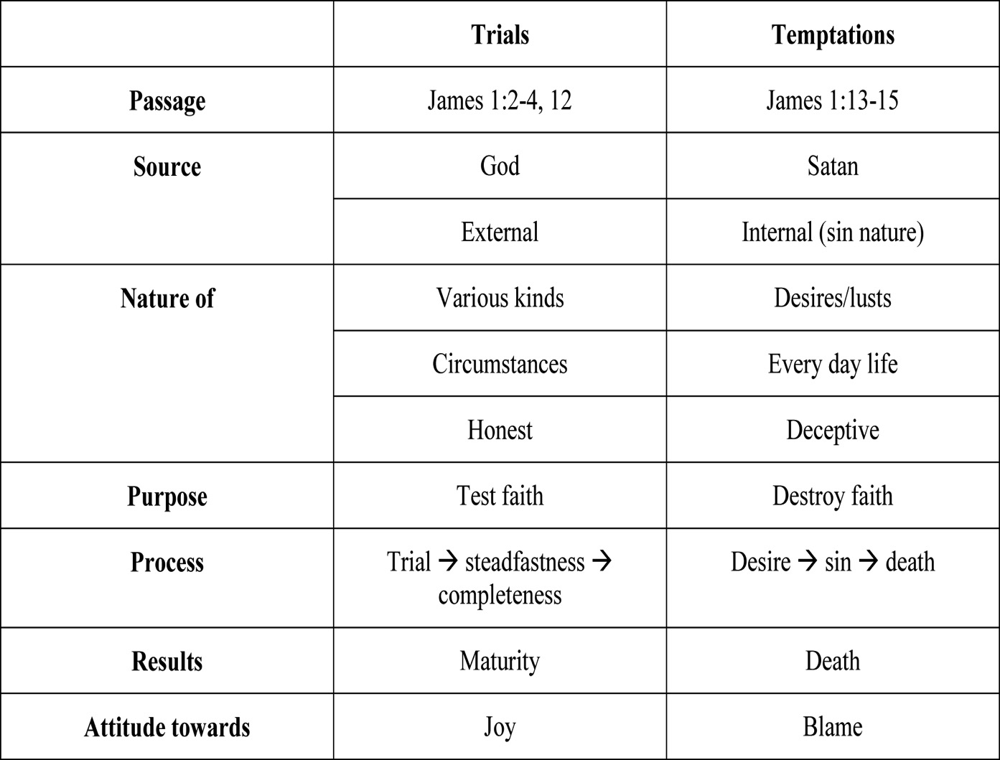 Trials Temptations
Passage James 1:2-4, 12 James 1:13-15
Source God Satan
External Internal (sin nature)
Nature of Various kinds Desires/lusts
Circumstances Every day life
Honest Deceptive
Purpose Test faith Destroy faith
Process Trial → steadfastness → Desire → sin → death
completeness
Results Maturity Death
Attitude towards Joy Blame